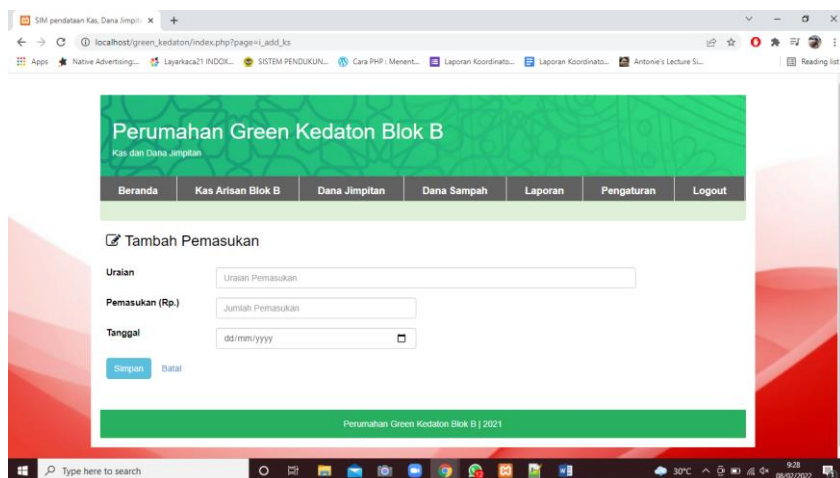 SIM pendataan Kas, Dana Jimpit
localhost/green_kedaton/index.php?page=i_add_ks
Apps Native Advertising:... Layarkaca21 INDOX... SISTEM PENDUKUN... Cara PHP : Menent... Laporan Koordinato... Laporan Koordinato... Antonie's Lecture Si... Reading list
Perumahan Green Kedaton Blok B
Kas dan Dana Jimpitan
Beranda Kas Arisan Blok B Dana Jimpitan Dana Sampah Laporan Pengaturan Logout
Tambah Pemasukan
Uraian Uraian Pemasukan
Pemasukan (Rp.) Jumlah Pemasukan
Tanggal dd/mm/yyyy
Simpan Batal
Perumahan Green Kedaton Blok B | 2021
Type here to search 30°C 9:28
08/02/2022